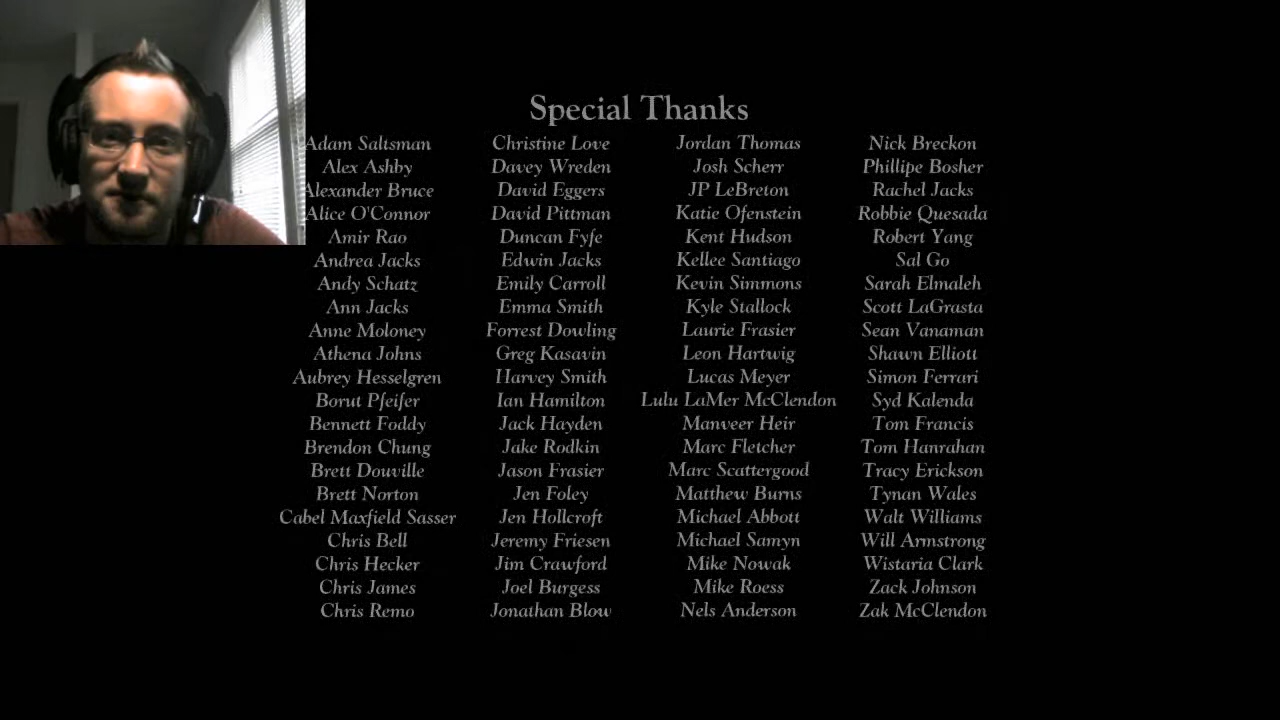 Special Thanks
Adam Saltsman Christine Love Jordan Thomas Nick Breckon
Alex Ashby Davey Wreden Josh Scherr Phillipe Bosher
Alexander Bruce David Eggers JP LeBreton Rachel Jacks
Alice O'Connor David Pittman Katie Ofenstein Robbie Quesada
Amir Rao Duncan Fyfe Kent Hudson Robert Yang
Andrea Jacks Edwin Jacks Kellee Santiago Sal Go
Andy Schatz Emily Carroll Kevin Simmons Sarah Elmaleh
Ann Jacks Emma Smith Kyle Stallock Scott LaGrasta
Anne Moloney Forrest Dowling Laurie Frasier Sean Vanaman
Athena Johns Greg Kasavin Leon Hartwig Shawn Elliott
Aubrey Hesselgren Harvey Smith Lucas Meyer Simon Ferrari
Borut Pfeifer Ian Hamilton Lulu LaMer McClendon Syd Kalenda
Bennett Foddy Jack Hayden Manveer Heir Tom Francis
Brendon Chung Jake Rodkin Marc Fletcher Tom Hanrahan
Brett Douville Jason Frasier Marc Scattergood Tracy Erickson
Brett Norton Jen Foley Matthew Burns Tynan Wales
Cabel Maxfield Sasser Jen Hollcroft Michael Abbott Walt Williams
Chris Bell Jeremy Friesen Michael Samyn Will Armstrong
Chris Hecker Jim Crawford Mike Nowak Wistaria Clark
Chris James Joel Burgess Mike Roess Zack Johnson
Chris Remo Jonathan Blow Nels Anderson Zak McClendon